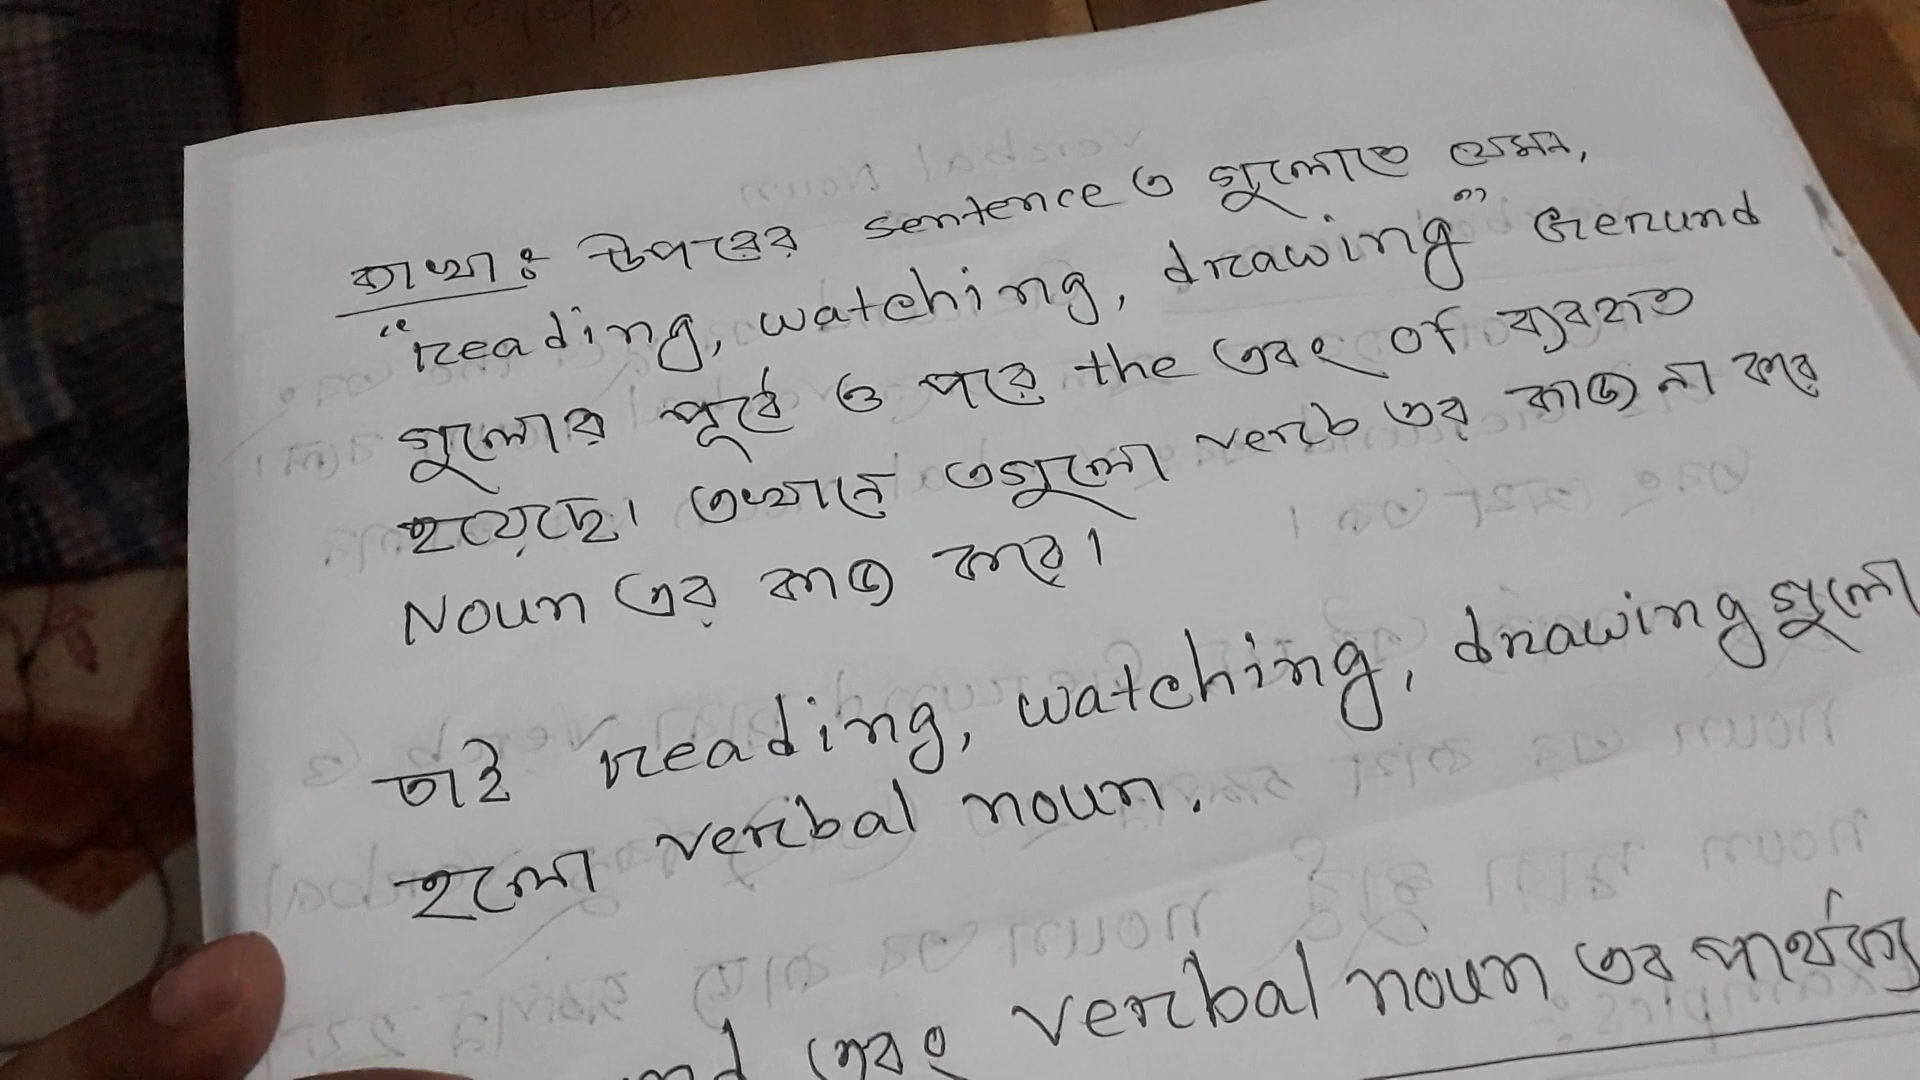 ব্যাখ্যা : উপরের sentence গুলোতে যেমন,
"reading, watching, drawing" Gerund
গুলোর পূর্বে ও পরে the এবং of ব্যবহৃত
হয়েছে। এখানে এগুলো verb এর কাজ না করে
Noun এর কাজ করে।
তাই reading, watching, drawing গুলো
হলো verbal noun.
এবং verbal noun এর পার্থক্য